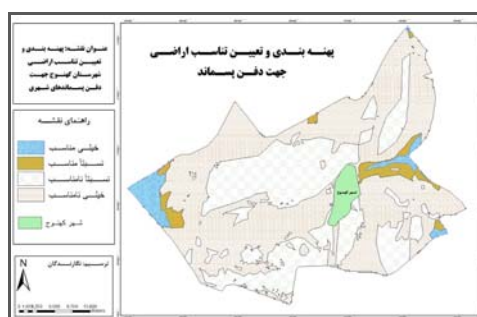 عنوان نقشه: پهنه بندی و
تعیین تناسب اراضی
شهرستان کهنوج جهت
دفن پسماندهای شهری
راهنمای نقشه
خیلی مناسب
نسبتاً مناسب
نسبتاً نامناسب
خیلی نامناسب
شهر کهنوج
N
ترسیم: نگارندگان
پهنه بندی و تعیین تناسب اراضی
جهت دفن پسماند
شهر کهنوج